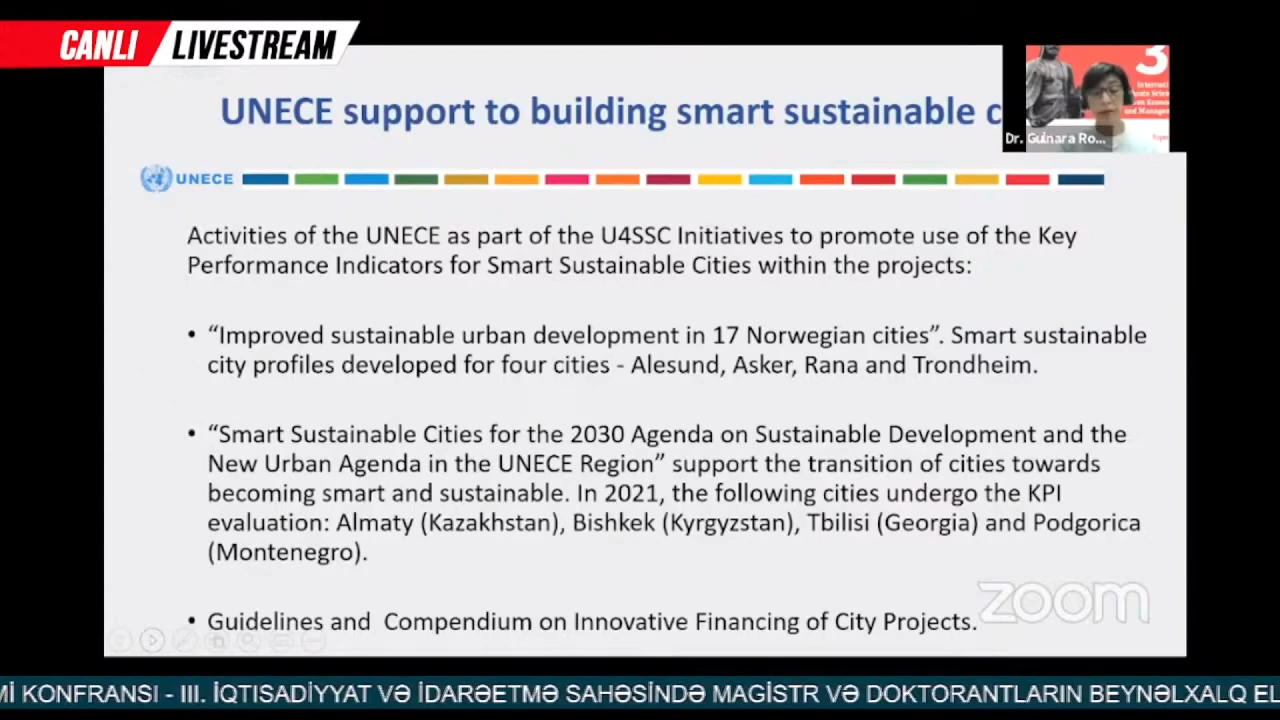 CANLI LIVESTREAM
UNECE support to building smart sustainable c
3
Dr. Gulnara Ro...
UNECE
Activities of the UNECE as part of the U4SSC Initiatives to promote use of the Key
Performance Indicators for Smart Sustainable Cities within the projects:
• “Improved sustainable urban development in 17 Norwegian cities”. Smart sustainable
city profiles developed for four cities - Alesund, Asker, Rana and Trondheim.
• “Smart Sustainable Cities for the 2030 Agenda on Sustainable Development and the
New Urban Agenda in the UNECE Region” support the transition of cities towards
becoming smart and sustainable. In 2021, the following cities undergo the KPI
evaluation: Almaty (Kazakhstan), Bishkek (Kyrgyzstan), Tbilisi (Georgia) and Podgorica
(Montenegro).
• Guidelines and  Compendium on Innovative Financing of City Projects.
zoom
Mİ KONFRANSI - III. İQTISADİYYAT VƏ İDARƏETMƏ SAHƏSİNDƏ MAGİSTR VƏ DOKTORANTLARIN BEYNƏLXALQ EL